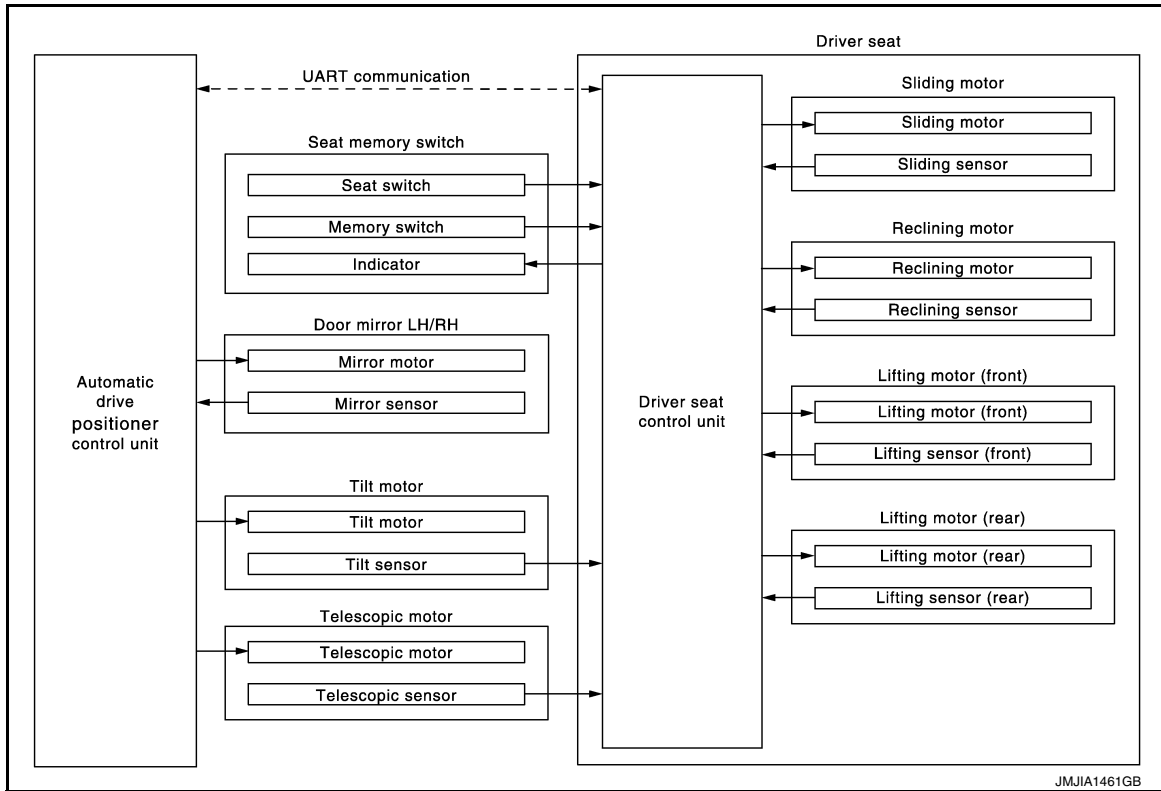 Driver seat
UART communication
Automatic
drive
positioner
control unit
Seat memory switch
Seat switch
Memory switch
Indicator
Door mirror LH/RH
Mirror motor
Mirror sensor
Tilt motor
Tilt motor
Tilt sensor
Telescopic motor
Telescopic motor
Telescopic sensor
Driver seat
control unit
Sliding motor
Sliding motor
Sliding sensor
Reclining motor
Reclining motor
Reclining sensor
Lifting motor (front)
Lifting motor (front)
Lifting sensor (front)
Lifting motor (rear)
Lifting motor (rear)
Lifting sensor (rear)
JMJIA1461GB